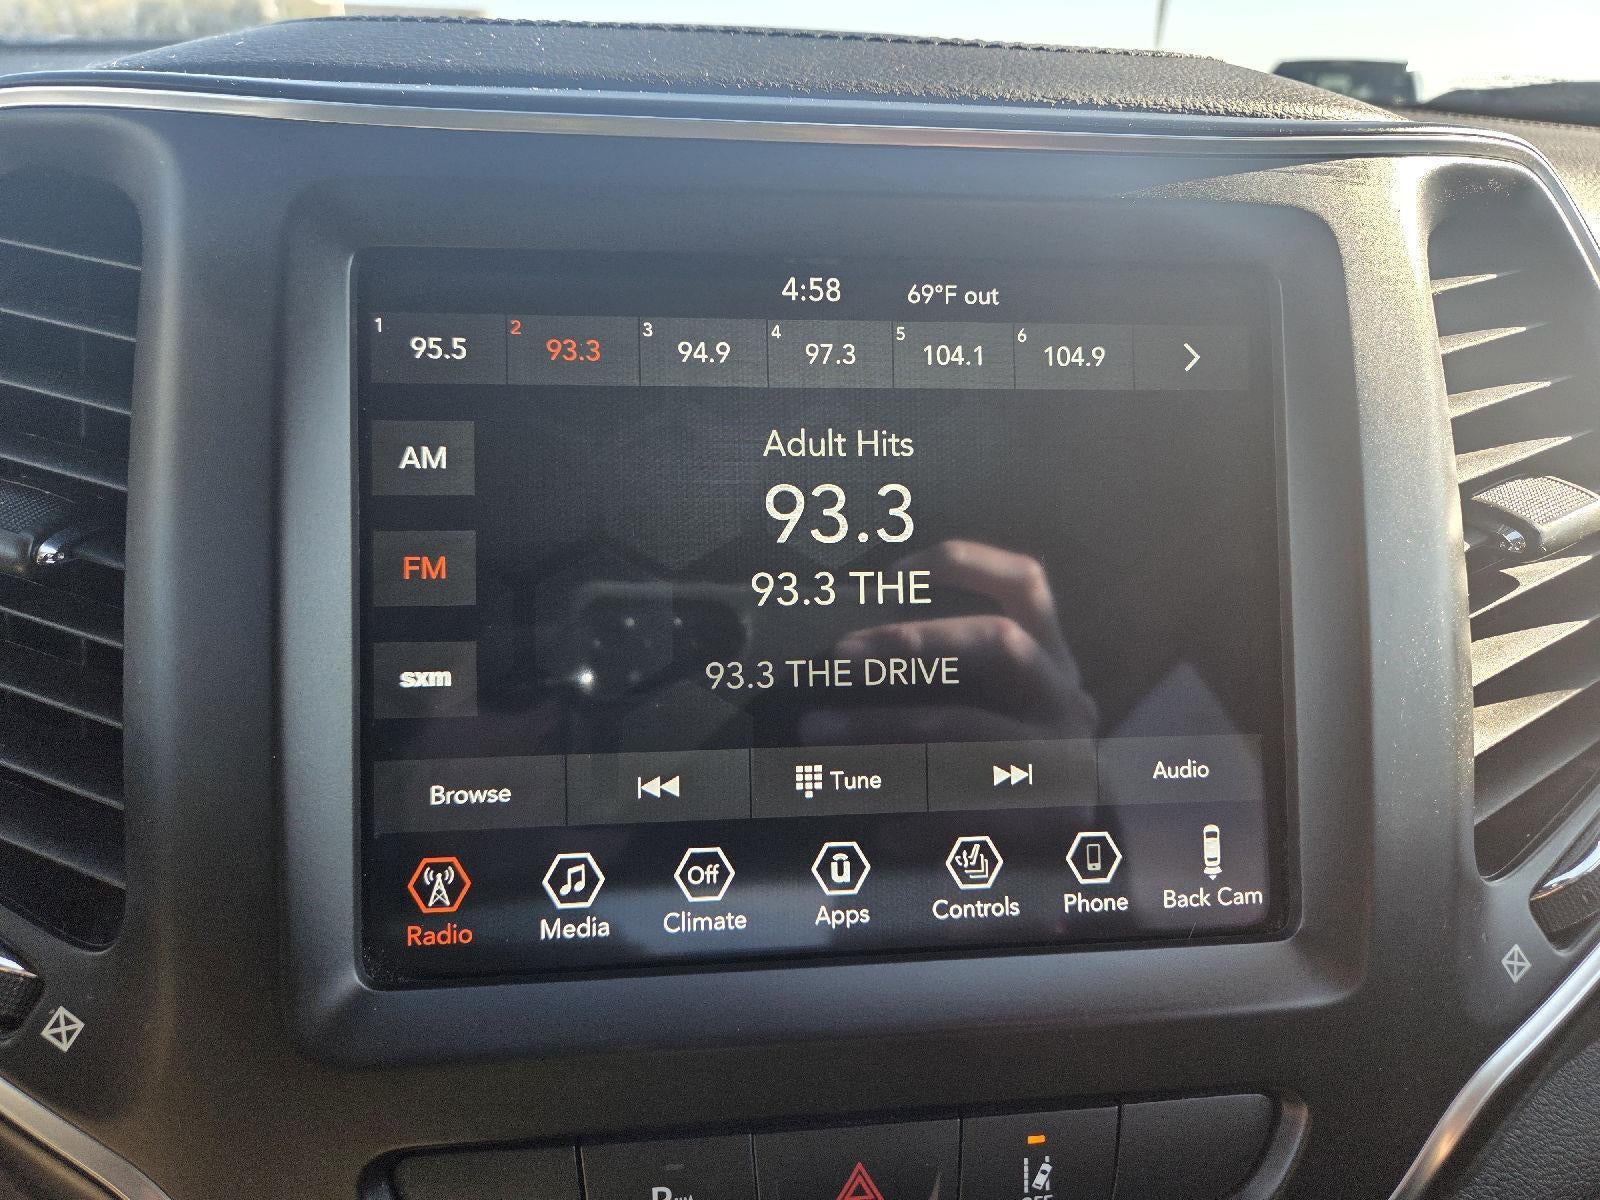 4:58 69°F out
1 95.5 2 93.3 3 94.9 4 97.3 5 104.1 6 104.9
AM
Adult Hits
93.3
FM
93.3 THE
sxm
93.3 THE DRIVE
Browse Tune Audio
Radio Media Off Climate ū Apps Controls Phone Back Cam
P
OFF